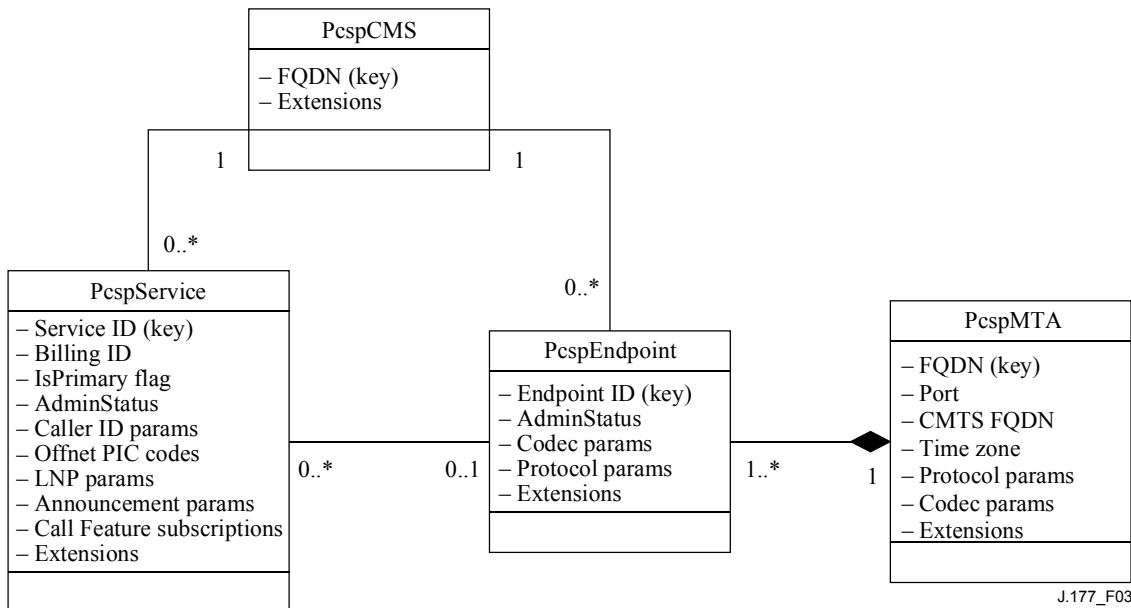 PcspCMS
– FQDN (key)
– Extensions
1
1
0..*
0..*
PcspService
– Service ID (key)
– Billing ID
– IsPrimary flag
– AdminStatus
– Caller ID params
– Offnet PIC codes
– LNP params
– Announcement params
– Call Feature subscriptions
– Extensions
0..*
0..1
PcspEndpoint
– Endpoint ID (key)
– AdminStatus
– Codec params
– Protocol params
– Extensions
1..*
1
PcspMTA
– FQDN (key)
– Port
– CMTS FQDN
– Time zone
– Protocol params
– Codec params
– Extensions
J.177_F03